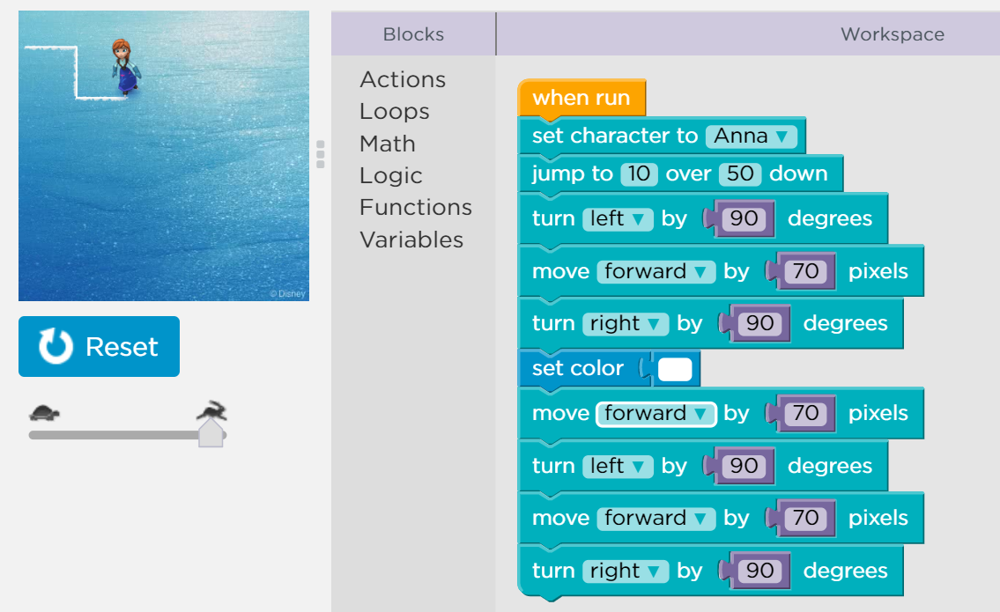 Blocks
Workspace
Actions
Loops
Math
Logic
Functions
Variables
when run
set character to Anna ▼
jump to 10 over 50 down
turn left ▼ by 90 degrees
move forward ▼ by 70 pixels
turn right ▼ by 90 degrees
set color
move forward ▼ by 70 pixels
turn left ▼ by 90 degrees
move forward ▼ by 70 pixels
turn right ▼ by 90 degrees
© Disney
Reset